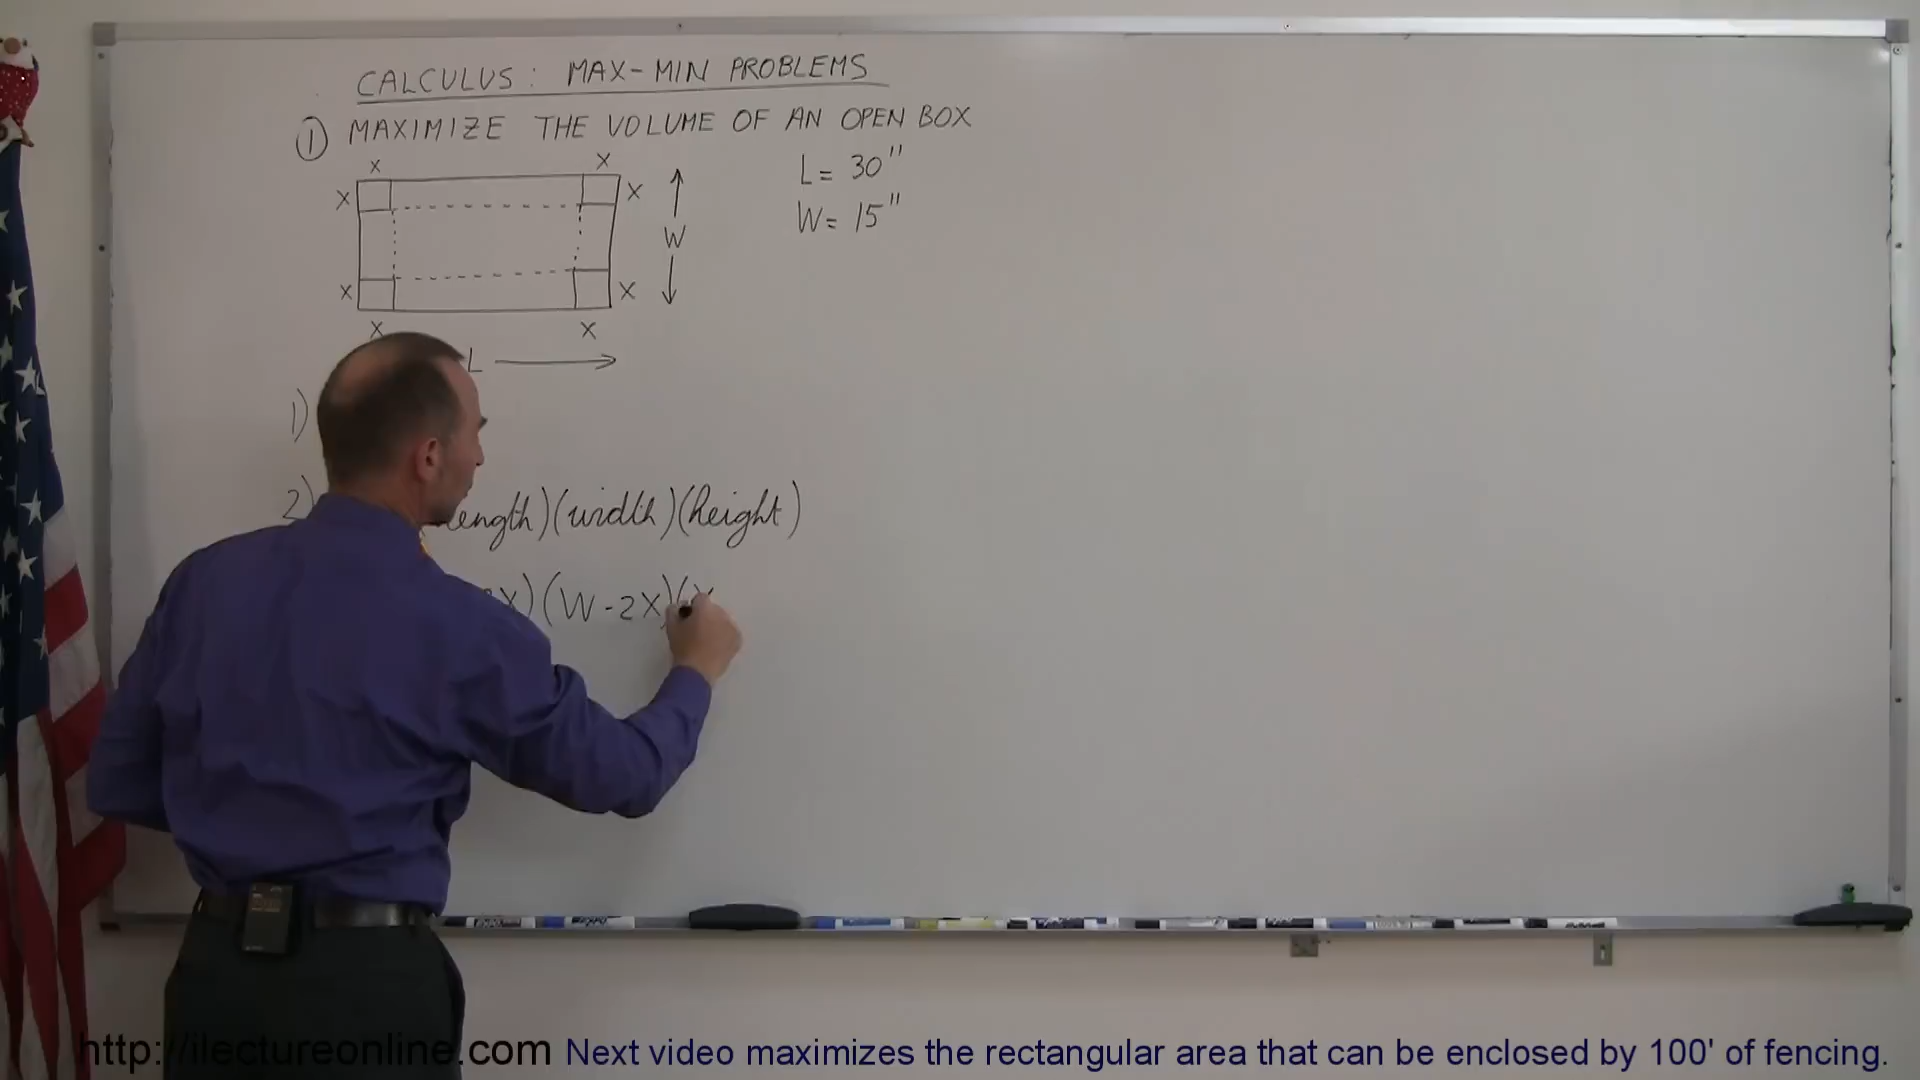 CALCULUS: MAX-MIN PROBLEMS
① MAXIMIZE THE VOLUME OF AN OPEN BOX
X X
L = 30"
X X
W = 15"
W
X X
X X
L
1)
2) length)(width)(height)
X)(W-2X)(X
http://ilectureonline.com Next video maximizes the rectangular area that can be enclosed by 100' of fencing.